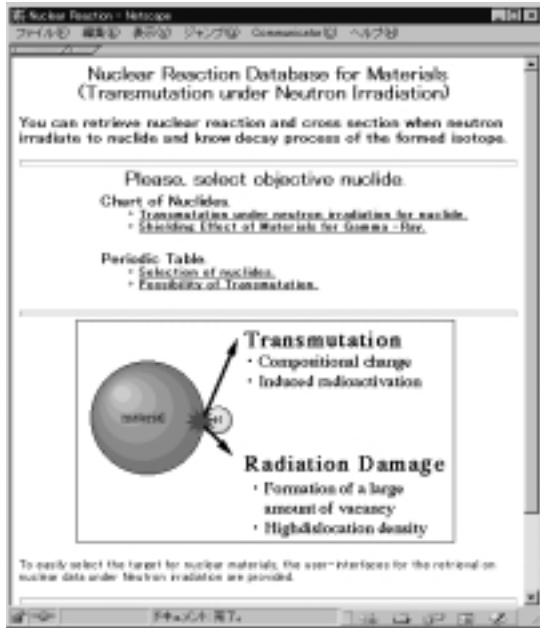 Nuclear Reaction - Netscape
ファイル(F) 編集(E) 表示(V) ジャンプ(G) Communicator(C) ヘルプ(H)
Nuclear Reaction Database for Materials
(Transmutation under Neutron Irradiation)
You can retrieve nuclear reaction and cross section when neutron
irradiate to nuclide and know decay process of the formed isotope.
Please, select objective nuclide.
Chart of Nuclides.
・ Transmutation under neutron irradiation for nuclide.
・ Shielding Effect of Materials for Gamma -Ray.
Periodic Table
・ Selection of nuclides.
・ Possibility of Transmutation.
Transmutation
・ Compositional change
・ Induced radioactivation
material
Radiation Damage
・ Formation of a large
amount of vacancy
・ Highdislocation density
To easily select the target for nuclear materials, the user-interfaces for the retrieval on
nuclear data under Neutron irradiation are provided.
ドキュメント: 完了。